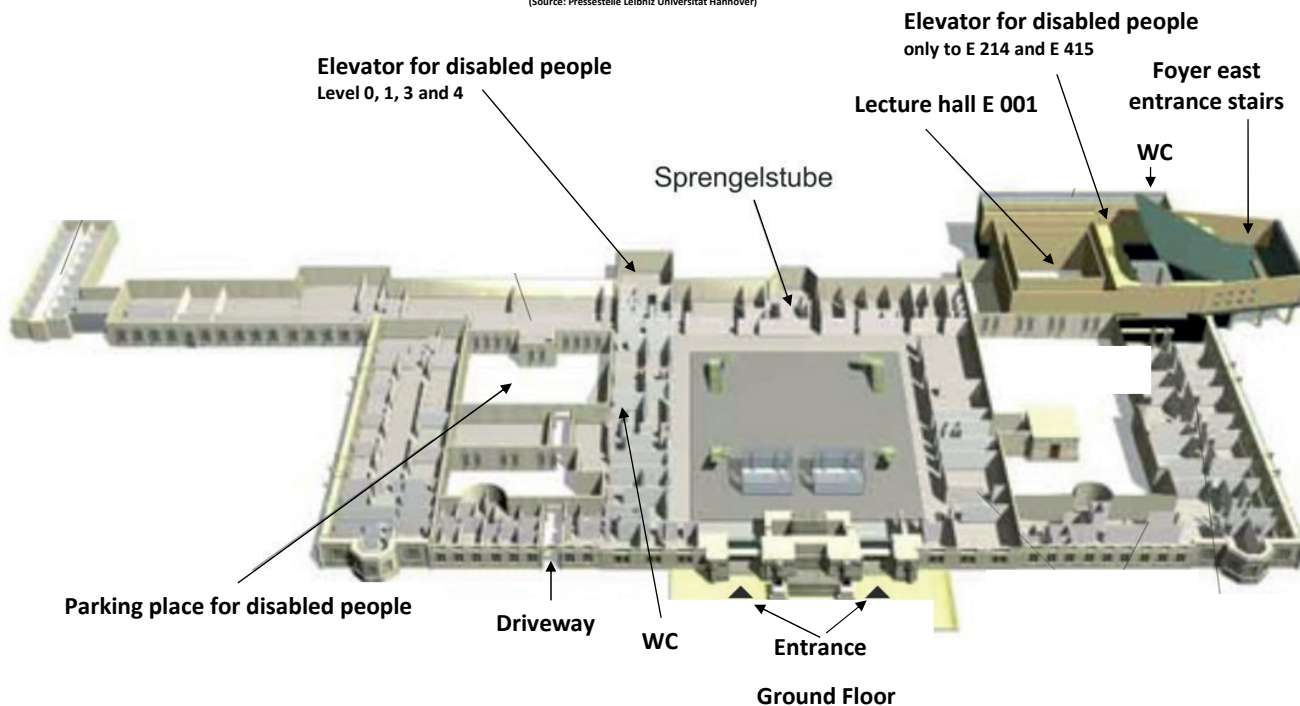 (Source: Pressestelle Leibniz Universität Hannover)
Elevator for disabled people
only to E 214 and E 415
Elevator for disabled people
Level 0, 1, 3 and 4
Foyer east
entrance stairs
Lecture hall E 001
WC
Sprengelstube
Parking place for disabled people
Driveway
WC
Entrance
Ground Floor